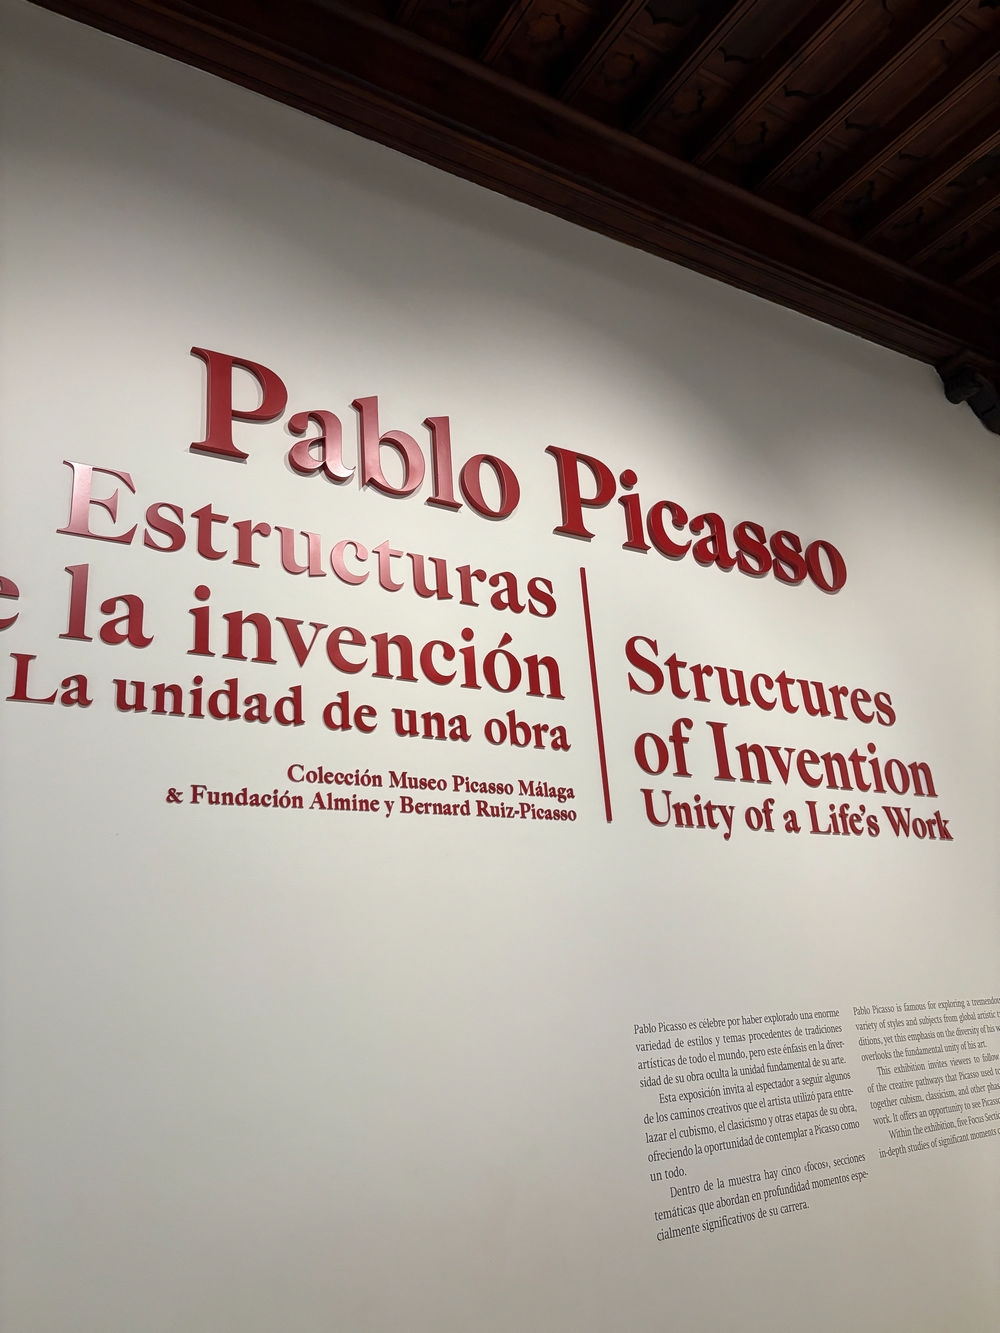 Pablo Picasso
Estructuras
e la invención
La unidad de una obra
Colección Museo Picasso Málaga
& Fundación Almine y Bernard Ruiz-Picasso
Structures
of Invention
Unity of a Life's Work
Pablo Picasso es célebre por haber explorado una enorme
variedad de estilos y temas procedentes de tradiciones
artísticas de todo el mundo, pero este énfasis en la diver-
sidad de su obra oculta la unidad fundamental de su arte.
Esta exposición invita al espectador a seguir algunos
de los caminos creativos que el artista utilizó para entre-
lazar el cubismo, el clasicismo y otras etapas de su obra,
ofreciendo la oportunidad de contemplar a Picasso como
un todo.
Dentro de la muestra hay cinco ‹focos›, secciones
temáticas que abordan en profundidad momentos espe-
cialmente significativos de su carrera.
Pablo Picasso is famous for exploring a tremendou
variety of styles and subjects from global artistic t
ditions, yet this emphasis on the diversity of his w
overlooks the fundamental unity of his art.
This exhibition invites viewers to follow
of the creative pathways that Picasso used to
together cubism, classicism, and other phas
work. It offers an opportunity to see Picasso
Within the exhibition, five Focus Sectio
in-depth studies of significant moments o